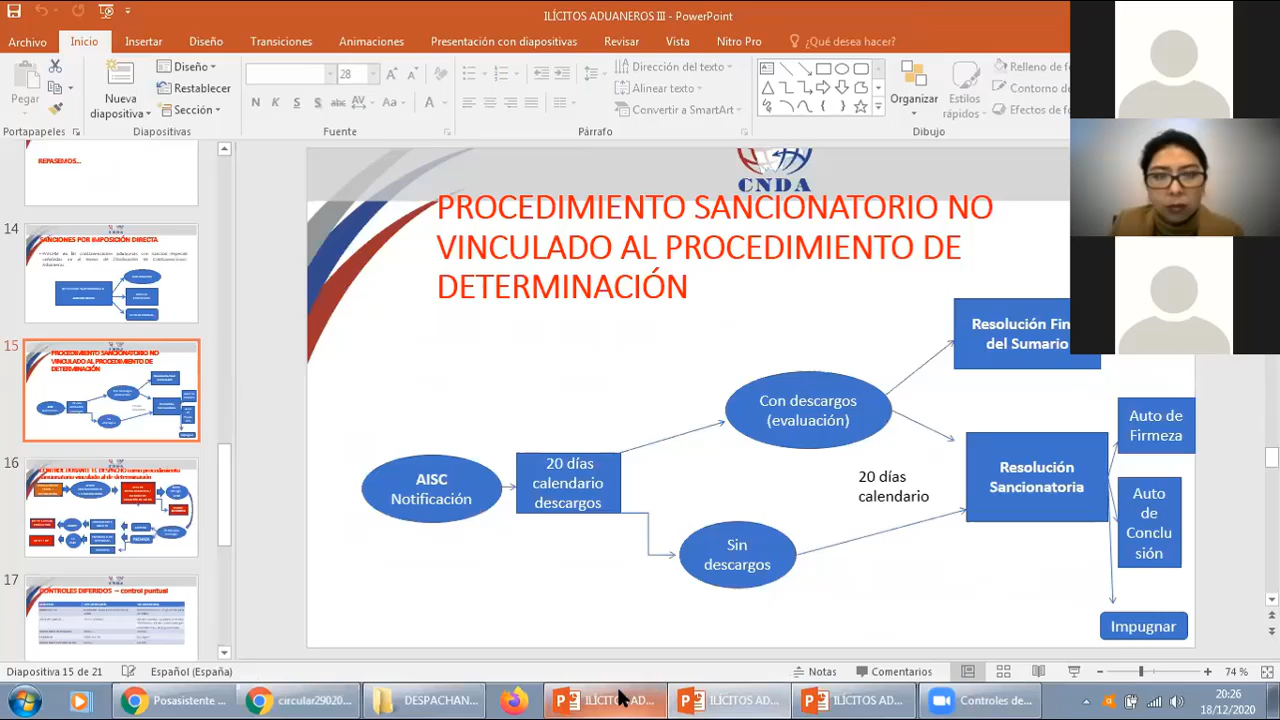 ILÍCITOS ADUANEROS III - PowerPoint
Archivo
Inicio
Insertar
Diseño
Transiciones
Animaciones
Presentación con diapositivas
Revisar
Vista
Nitro Pro
¿Qué desea hacer?
Pegar
Nueva
diapositiva
Diseño
Restablecer
Sección
28
N K S S abc AV Aa A
Dirección del texto
Alinear texto
Convertir a SmartArt
Organizar
Estilos
rápidos
Relleno de fo
Contorno de
Efectos de fo
Portapapeles
Diapositivas
Fuente
Párrafo
Dibujo
REPASEMOS...
14
SANCIONES POR IMPOSICIÓN DIRECTA
15
PROCEDIMIENTO SANCIONATORIO NO
VINCULADO AL PROCEDIMIENTO DE
DETERMINACIÓN
16
17
CONTROLES DIFERIDOS – control puntual
CNDA
PROCEDIMIENTO SANCIONATORIO NO
VINCULADO AL PROCEDIMIENTO DE
DETERMINACIÓN
Resolución Fin
del Sumario
Con descargos
(evaluación)
Auto de
Firmeza
AISC
Notificación
20 días
calendario
descargos
20 días
calendario
Resolución
Sancionatoria
Auto
de
Conclu
sión
Sin
descargos
Impugnar
Diapositiva 15 de 21
Español (España)
Notas
Comentarios
74 %
Posasistente ...
circular29020...
DESPACHAN...
ILÍCITOS AD...
ILÍCITOS AD...
ILÍCITOS AD...
Controles de...
20:26
18/12/2020